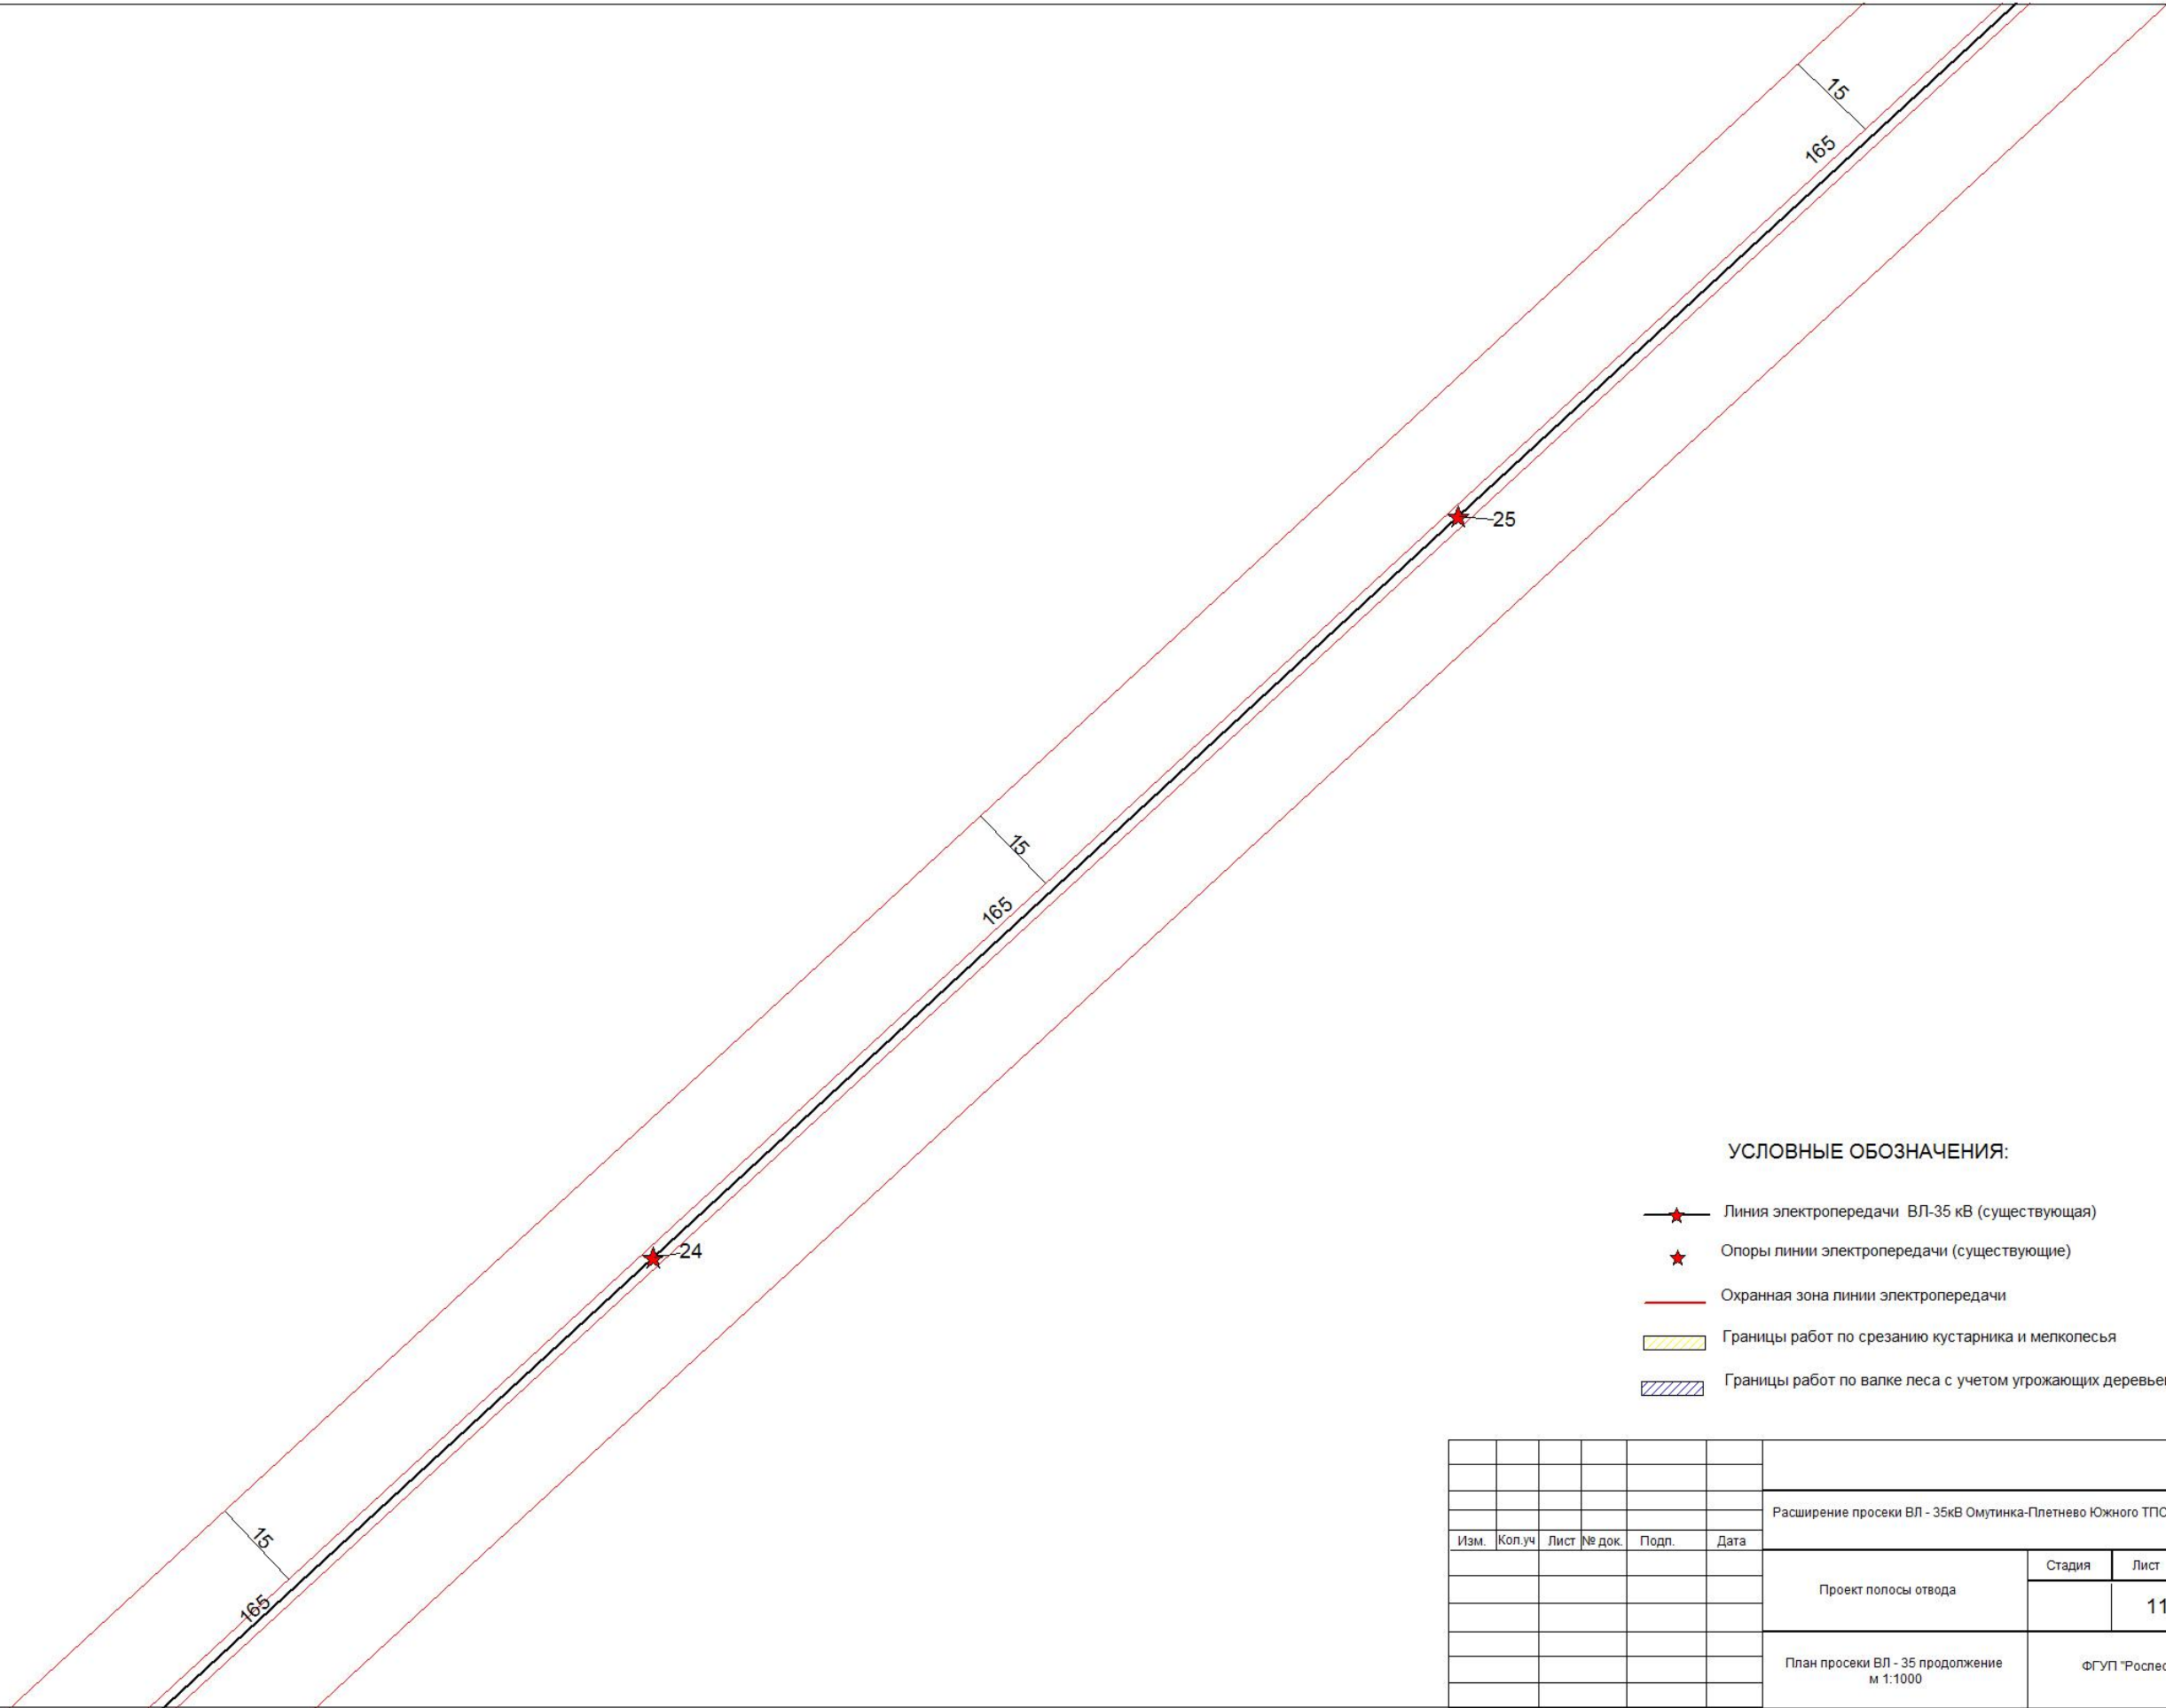 15
165
25
15
165
24
15
165
УСЛОВНЫЕ ОБОЗНАЧЕНИЯ:
Линия электропередачи ВЛ-35 кВ (существующая)
Опоры линии электропередачи (существующие)
Охранная зона линии электропередачи
Границы работ по срезанию кустарника и мелколесья
Границы работ по валке леса с учетом угрожающих
Расширение просеки ВЛ - 35кВ Омутинка-Плетнево Южного
Изм. Кол.уч Лист № док. Подп. Дата
Проект полосы отвода
Стадия Лист
11
План просеки ВЛ - 35 продолжение
м 1:1000
ФГУП